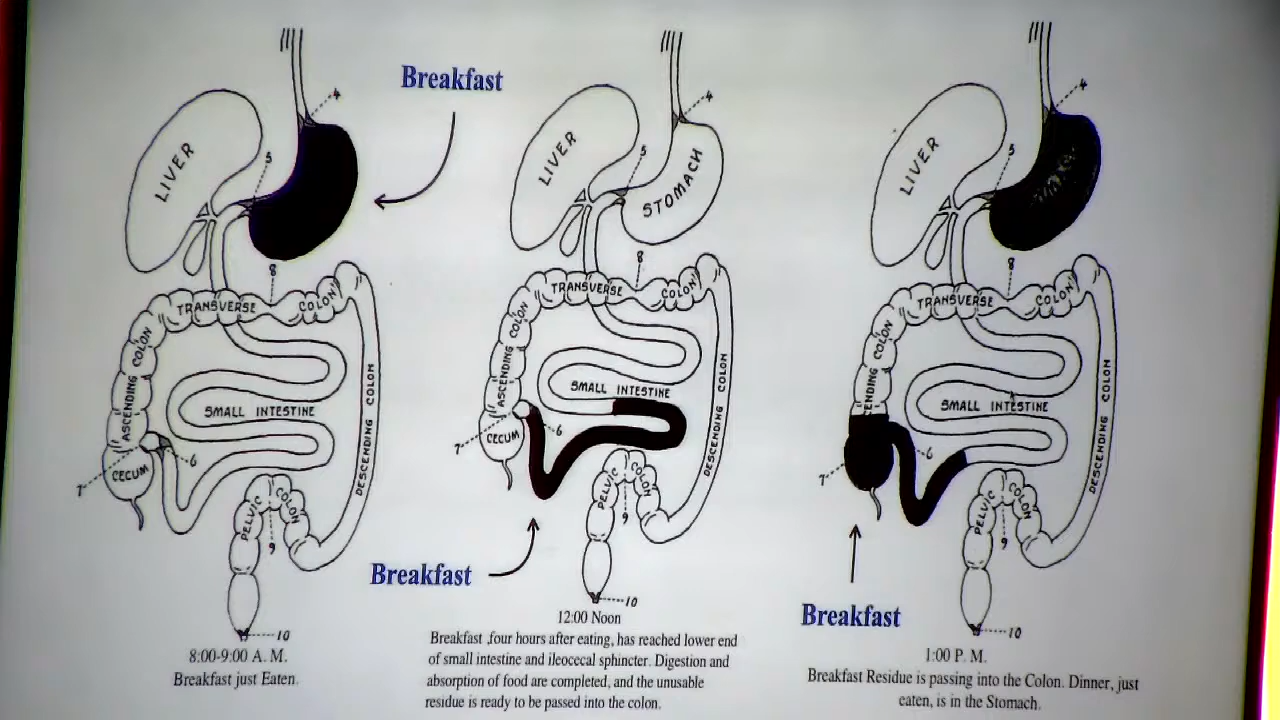 Breakfast
4
LIVER
5
8
TRANSVERSE COLON
ASCENDING COLON
SMALL INTESTINE
DESCENDING COLON
CECUM
6
7
PELVIC COLON
9
10
8:00-9:00 A. M.
Breakfast just Eaten.
4
LIVER
5
STOMACH
8
TRANSVERSE COLON
ASCENDING COLON
SMALL INTESTINE
DESCENDING COLON
CECUM
6
7
PELVIC COLON
9
Breakfast
10
12:00 Noon
Breakfast ,four hours after eating, has reached lower end
of small intestine and ileocecal sphincter. Digestion and
absorption of food are completed, and the unusable
residue is ready to be passed into the colon.
4
LIVER
5
8
TRANSVERSE COLON
ENDING COLON
SMALL INTESTINE
DESCENDING COLON
6
7
PELVIC COLON
9
Breakfast
10
1:00 P. M.
Breakfast Residue is passing into the Colon. Dinner, just
eaten, is in the Stomach.